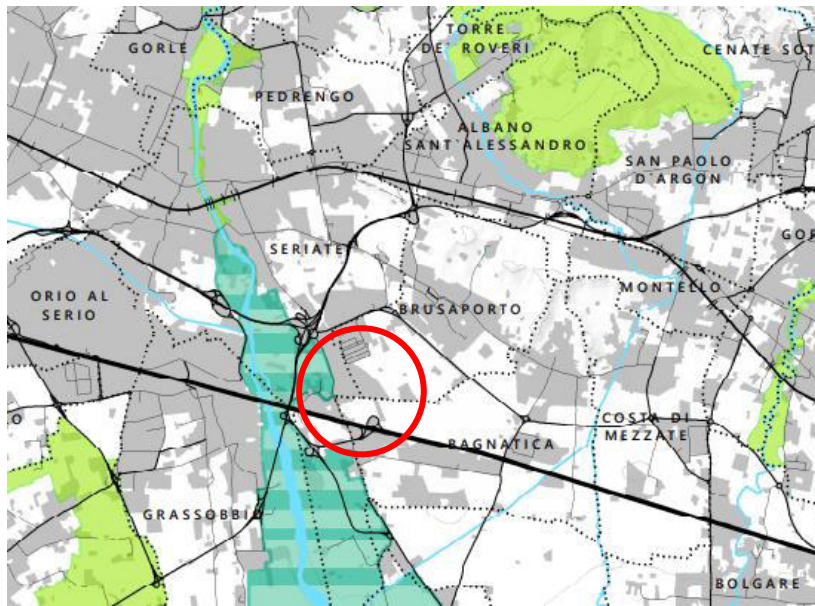 GORLE
TORRE
DE' ROVERI
CENATE SOT
PEDRENGO
ALBANO
SANT'ALESSANDRO
SAN PAOLO
D'ARGON
SERIATE
GOR
ORIO AL
SERIO
MONTELLO
BRUSAPORTO
O
BAGNATICA
COSTA DI
MEZZATE
GRASSOBBIO
BOLGARE